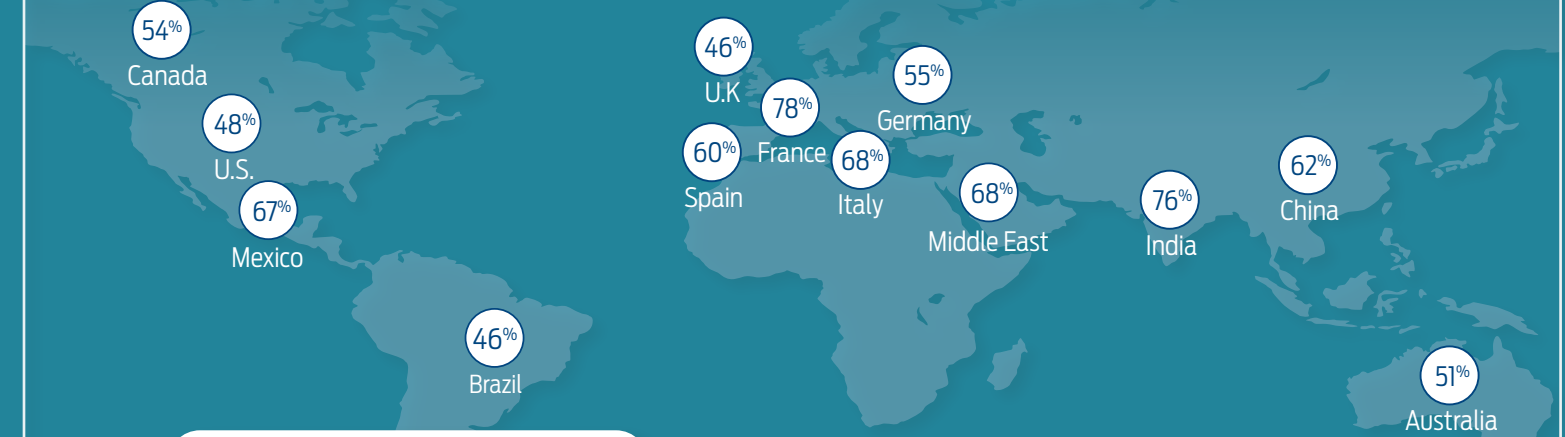 54%
Canada
48%
U.S.
67%
Mexico
46%
Brazil
46%
U.K
78%
France
55%
Germany
60%
Spain
68%
Italy
68%
Middle East
76%
India
62%
China
51%
Australia